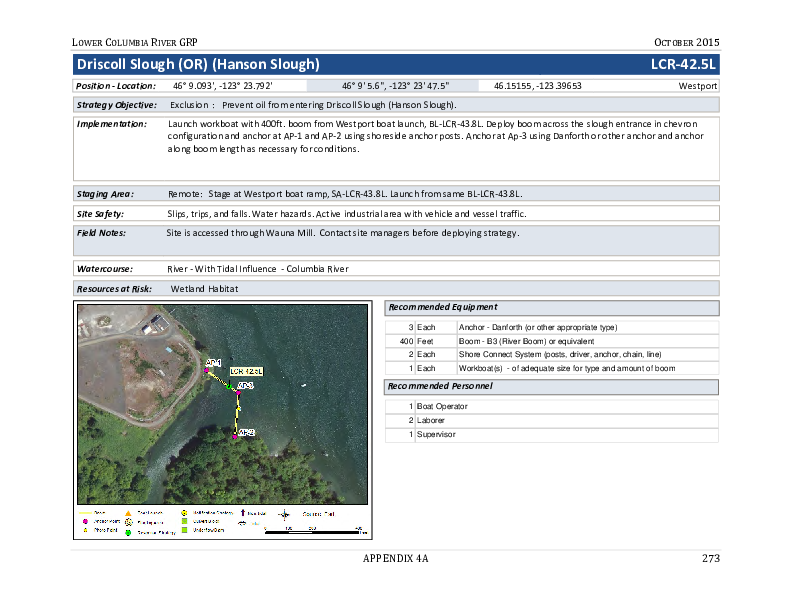 LOWER COLUMBIA RIVER GRP OCTOBER 2015
Driscoll Slough (OR) (Hanson Slough) LCR-42.5L
Position - Location: 46° 9.093', -123° 23.792' 46° 9' 5.6", -123° 23' 47.5" 46.15155, -123.39653 Westport
Strategy Objective: Exclusion : Prevent oil from entering Driscoll Slough (Hanson Slough).
Implementation: Launch workboat with 400ft. boom from Westport boat launch, BL-LCR-43.8L. Deploy boom across the slough entrance in chevron
configuration and anchor at AP-1 and AP-2 using shoreside anchor posts. Anchor at Ap-3 using Danforth or other anchor and anchor
along boom length as necessary for conditions.
Staging Area: Remote: Stage at Westport boat ramp, SA-LCR-43.8L. Launch from same BL-LCR-43.8L.
Site Safety: Slips, trips, and falls. Water hazards. Active industrial area with vehicle and vessel traffic.
Field Notes: Site is accessed through Wauna Mill. Contact site managers before deploying strategy.
Watercourse: River - With Tidal Influence - Columbia River
Resources at Risk: Wetland Habitat
AP-1
LCR-42.5L
AP-3
AP-2
Recommended Equipment
3 Each Anchor - Danforth (or other appropriate type)
400 Feet Boom - B3 (River Boom) or equivalent
2 Each Shore Connect System (posts, driver, anchor, chain, line)
1 Each Workboat(s) - of adequate size for type and amount of boom
Recommended Personnel
1 Boat Operator
2 Laborer
1 Supervisor
Anchor Point
Photo Point
APPENDIX 4A 273